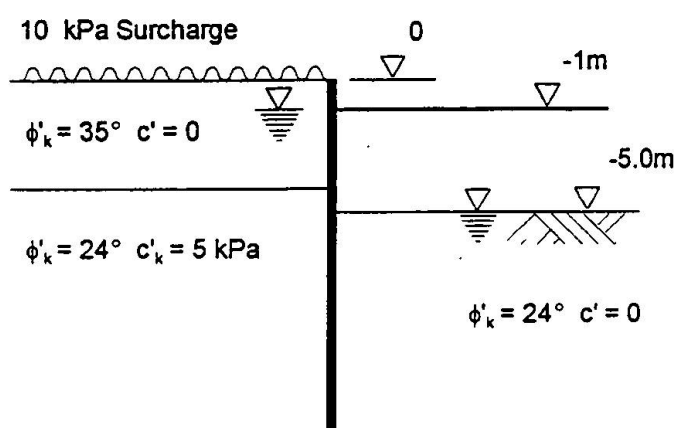 10 kPa Surcharge
0
-1m
ϕ'ₖ = 35° c' = 0
-5.0m
ϕ'ₖ = 24° c'ₖ = 5 kPa
ϕ'ₖ = 24° c' = 0